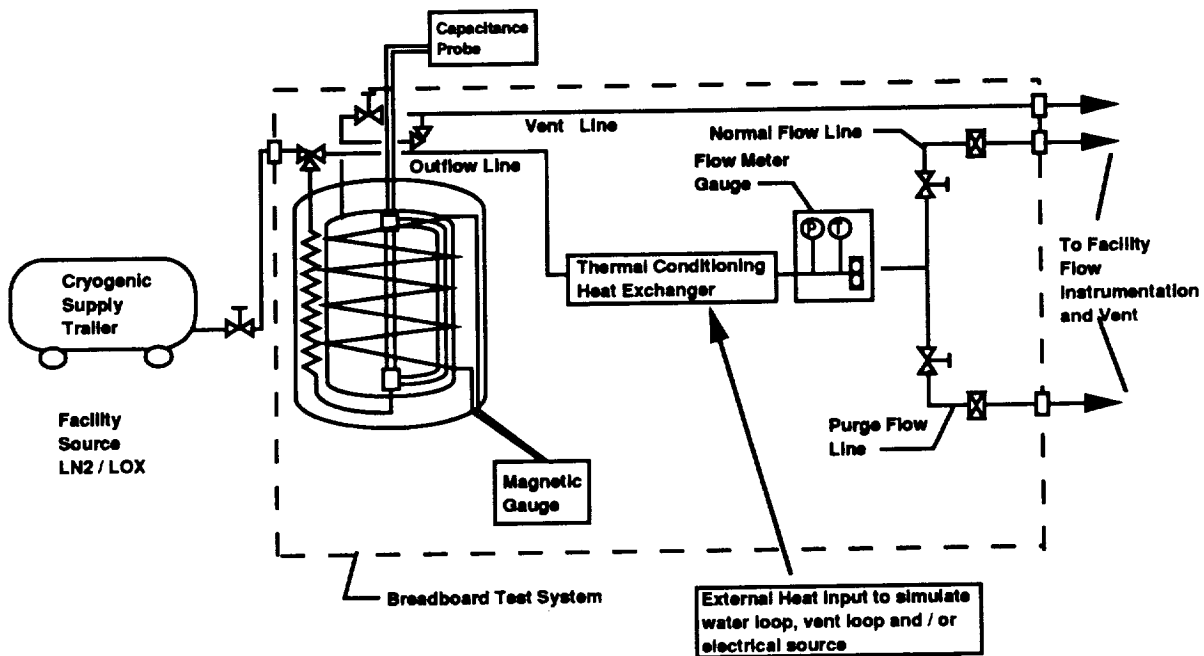 Capacitance
Probe
Vent Line
Outflow Line
Normal Flow Line
Flow Meter
Gauge
P
T
Thermal Conditioning
Heat Exchanger
To Facility
Flow
Instrumentation
and Vent
Cryogenic
Supply
Trailer
Facility
Source
LN2 / LOX
Purge Flow
Line
Magnetic
Gauge
Breadboard Test System
External Heat input to simulate
water loop, vent loop and / or
electrical source